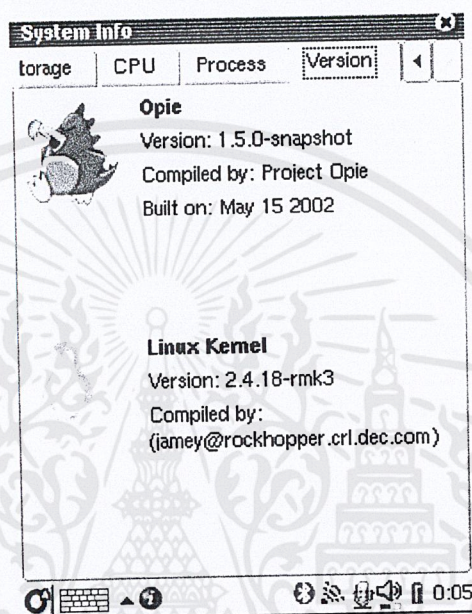 System Info
torage CPU Process Version
Opie
Version: 1.5.0-snapshot
Compiled by: Project Opie
Built on: May 15 2002
Linux Kernel
Version: 2.4.18-rmk3
Compiled by:
(jamey@rockhopper.crl.dec.com)
0:05